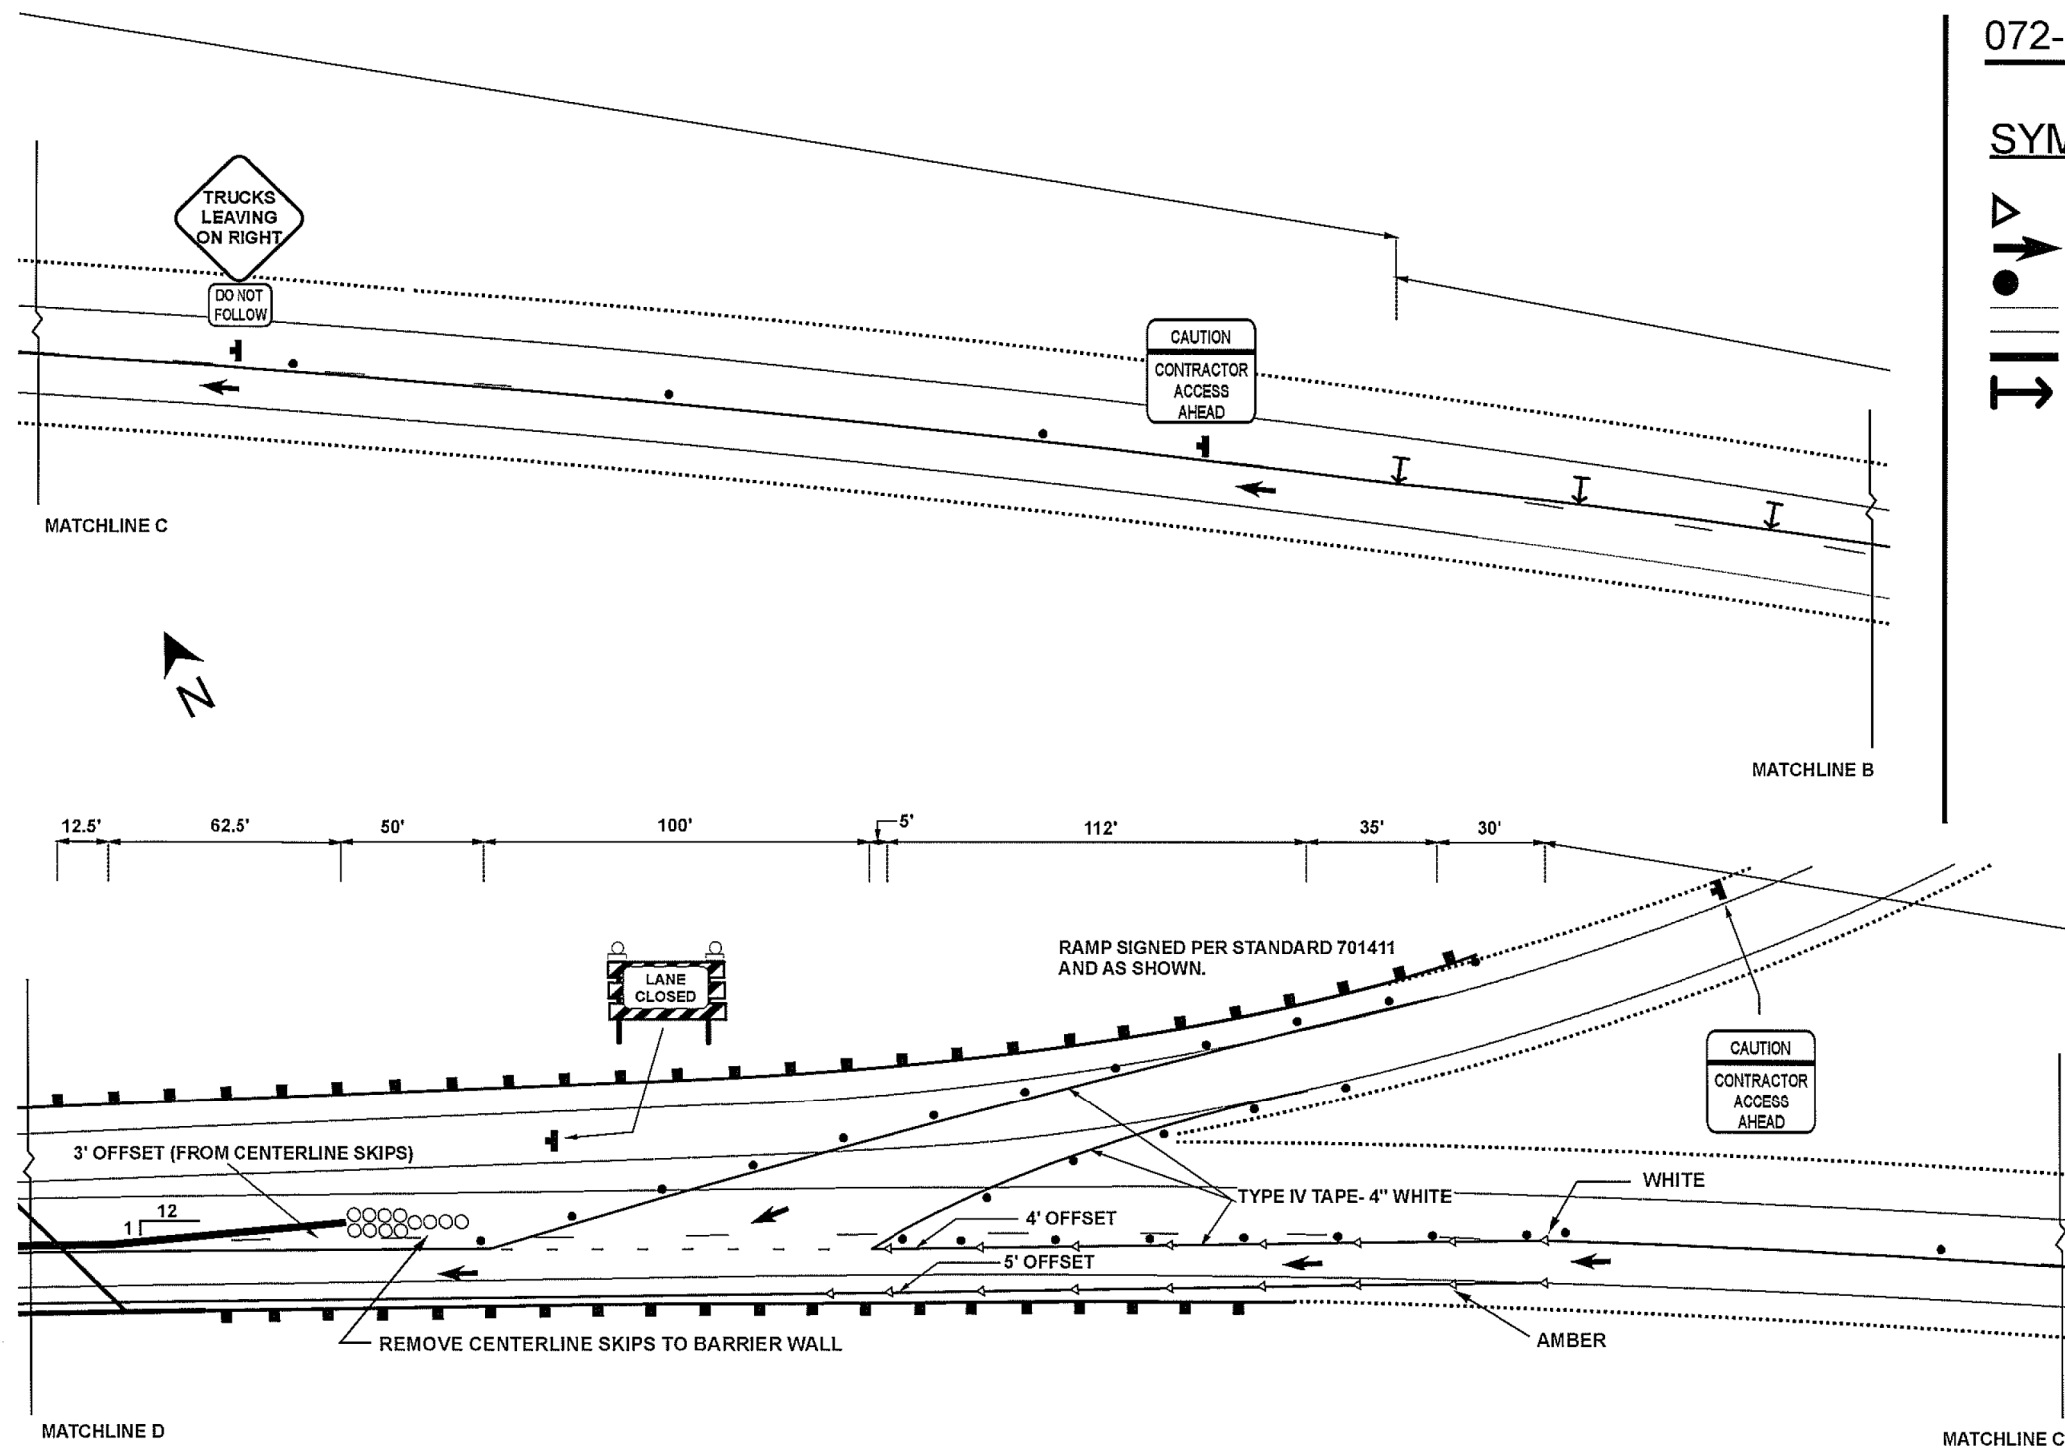 072-
SYM
TRUCKS
LEAVING
ON RIGHT
DO NOT
FOLLOW
CAUTION
CONTRACTOR
ACCESS
AHEAD
MATCHLINE C
N
MATCHLINE B
12.5'
62.5'
50'
100'
5'
112'
35'
30'
LANE
CLOSED
RAMP SIGNED PER STANDARD 701411
AND AS SHOWN.
CAUTION
CONTRACTOR
ACCESS
AHEAD
3' OFFSET (FROM CENTERLINE SKIPS)
12
1
TYPE IV TAPE- 4" WHITE
WHITE
4' OFFSET
5' OFFSET
REMOVE CENTERLINE SKIPS TO BARRIER WALL
AMBER
MATCHLINE D
MATCHLINE C